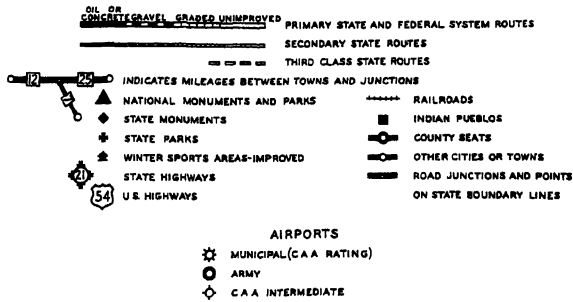 OIL OR
CONCRETE GRAVEL GRADED UNIMPROVED
PRIMARY STATE AND FEDERAL SYSTEM ROUTES
SECONDARY STATE ROUTES
THIRD CLASS STATE ROUTES
12 25 INDICATES MILEAGES BETWEEN TOWNS AND JUNCTIONS
NATIONAL MONUMENTS AND PARKS
STATE MONUMENTS
STATE PARKS
WINTER SPORTS AREAS-IMPROVED
21 STATE HIGHWAYS
54 U.S. HIGHWAYS
RAILROADS
INDIAN PUEBLOS
COUNTY SEATS
OTHER CITIES OR TOWNS
ROAD JUNCTIONS AND POINTS
ON STATE BOUNDARY LINES
AIRPORTS
MUNICIPAL (CAA RATING)
ARMY
CAA INTERMEDIATE